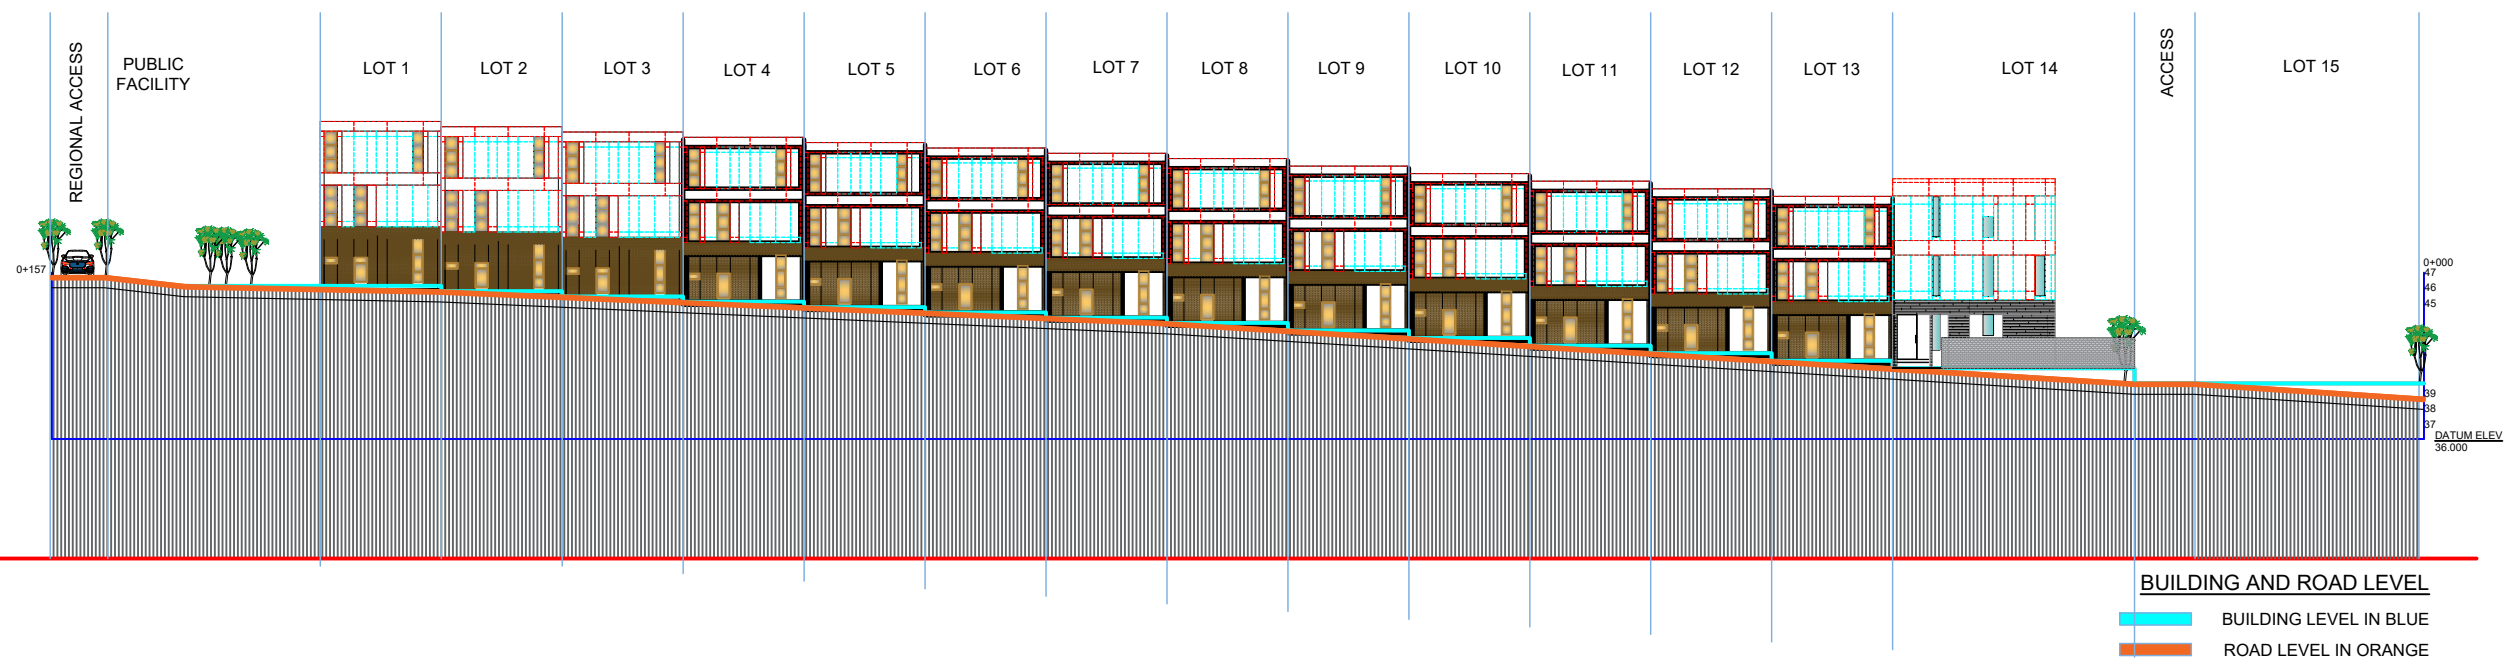 REGIONAL ACCESS
PUBLIC
FACILITY
LOT 1
LOT 2
LOT 3
LOT 4
LOT 5
LOT 6
LOT 7
LOT 8
LOT 9
LOT 10
LOT 11
LOT 12
LOT 13
LOT 14
ACCESS
LOT 15
0+157
0+000
47
46
45
39
38
37
DATUM ELEV
36.000
BUILDING AND ROAD LEVEL
BUILDING LEVEL IN BLUE
ROAD LEVEL IN ORANGE